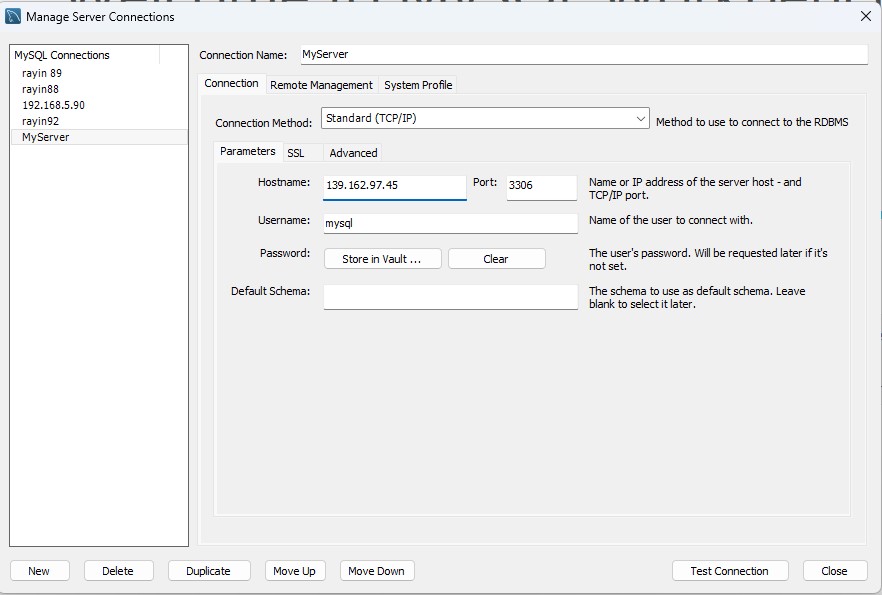 Manage Server Connections
MySQL Connections
rayin 89
rayin88
192.168.5.90
rayin92
MyServer
Connection Name: MyServer
Connection Remote Management System Profile
Connection Method: Standard (TCP/IP) Method to use to connect to the RDBMS
Parameters SSL Advanced
Hostname: 139.162.97.45 Port: 3306 Name or IP address of the server host - and
TCP/IP port.
Username: mysql Name of the user to connect with.
Password: Store in Vault ... Clear The user's password. Will be requested later if it's
not set.
Default Schema: The schema to use as default schema. Leave
blank to select it later.
New Delete Duplicate Move Up Move Down Test Connection Close